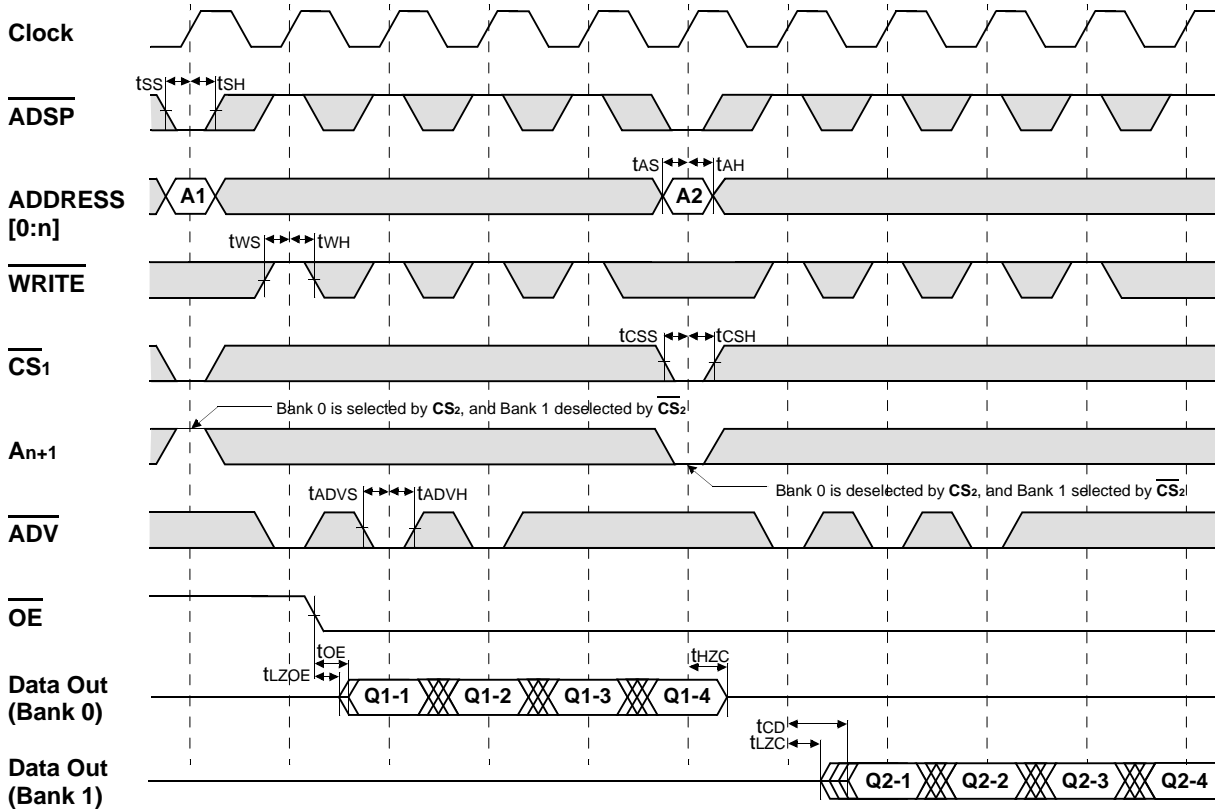 Clock
tSS tSH
ADSP
tAS tAH
ADDRESS
[0:n]
A1 A2
tWS tWH
WRITE
tCSS tCSH
CS1
Bank 0 is selected by CS2, and Bank 1 deselected by CS2
An+1
Bank 0 is deselected by CS2, and Bank 1 selected by CS2
tADVS tADVH
ADV
OE
tOE
tLZOE
tHZC
Data Out
(Bank 0)
Q1-1 Q1-2 Q1-3 Q1-4
tCD
tLZC
Data Out
(Bank 1)
Q2-1 Q2-2 Q2-3 Q2-4